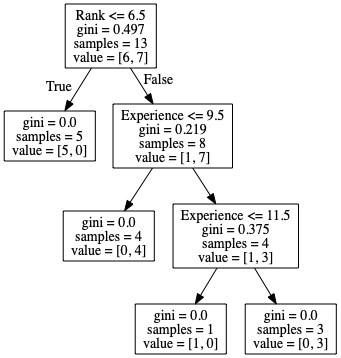 Rank <= 6.5
gini = 0.497
samples = 13
value = [6, 7]
True
False
gini = 0.0
samples = 5
value = [5, 0]
Experience <= 9.5
gini = 0.219
samples = 8
value = [1, 7]
gini = 0.0
samples = 4
value = [0, 4]
Experience <= 11.5
gini = 0.375
samples = 4
value = [1, 3]
gini = 0.0
samples = 1
value = [1, 0]
gini = 0.0
samples = 3
value = [0, 3]